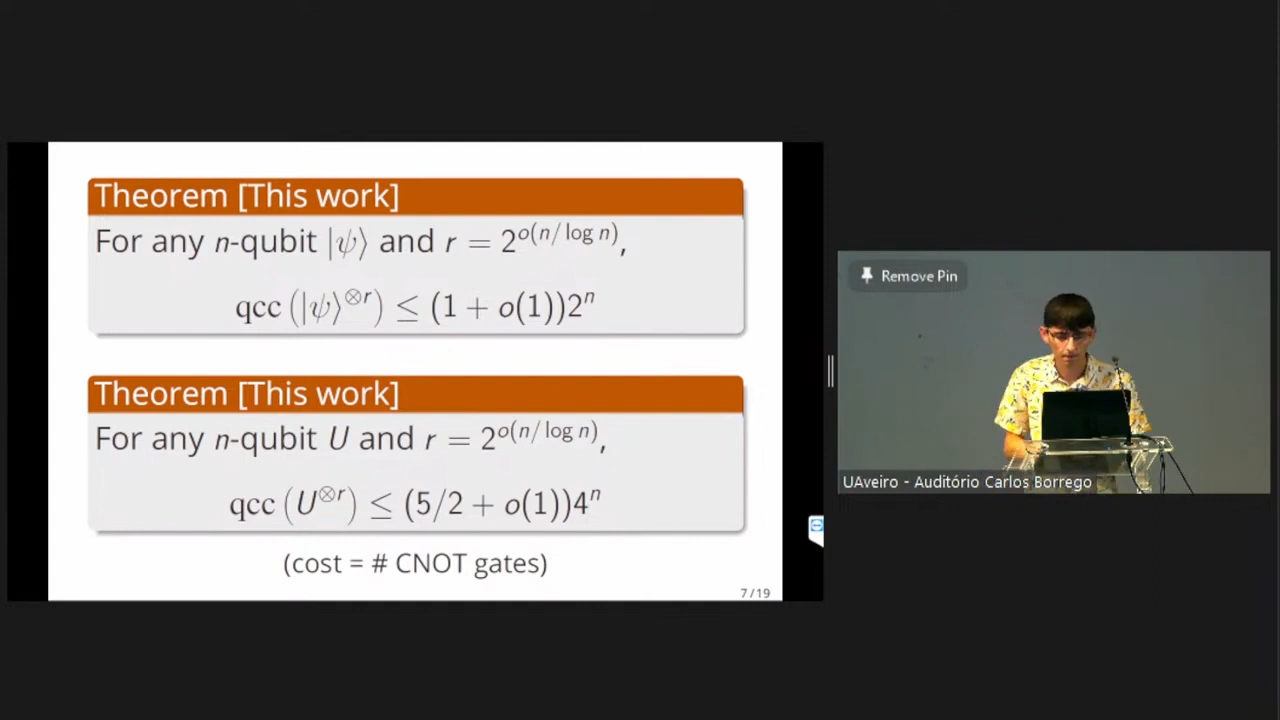 Theorem [This work]
For any n-qubit |ψ⟩ and r = 2^{o(n/ log n)},
qcc (|ψ⟩^{⊗r}) ≤ (1 + o(1))2^n
Theorem [This work]
For any n-qubit U and r = 2^{o(n/ log n)},
qcc (U^{⊗r}) ≤ (5/2 + o(1))4^n
(cost = # CNOT gates)
7 / 19
Remove Pin
UAveiro - Auditório Carlos Borrego